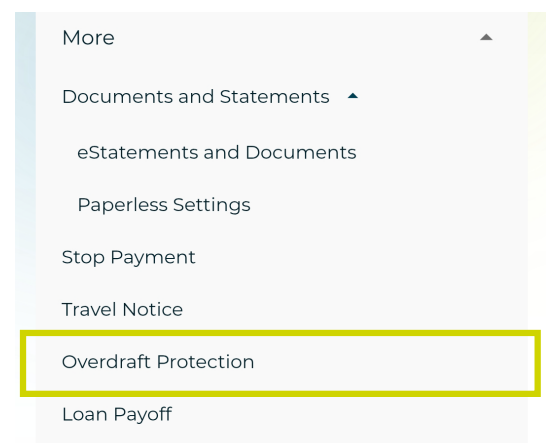 More
Documents and Statements
eStatements and Documents
Paperless Settings
Stop Payment
Travel Notice
Overdraft Protection
Loan Payoff